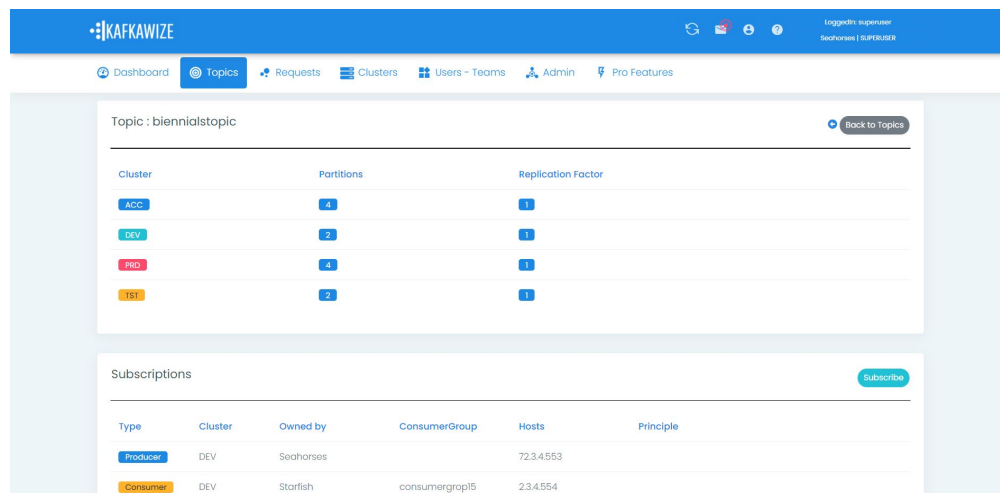 KAFKAWIZE
LoggedIn: superuser
Seahorses | SUPERUSER
Dashboard Topics Requests Clusters Users - Teams Admin Pro Features
Topic : biennialstopic
Back to Topics
Cluster Partitions Replication Factor
ACC 4 1
DEV 2 1
PRD 4 1
TST 2 1
Subscriptions
Subscribe
Type Cluster Owned by ConsumerGroup Hosts Principle
Producer DEV Seahorses 72.3.4.553
Consumer DEV Starfish consumergrop15 2.3.4.554